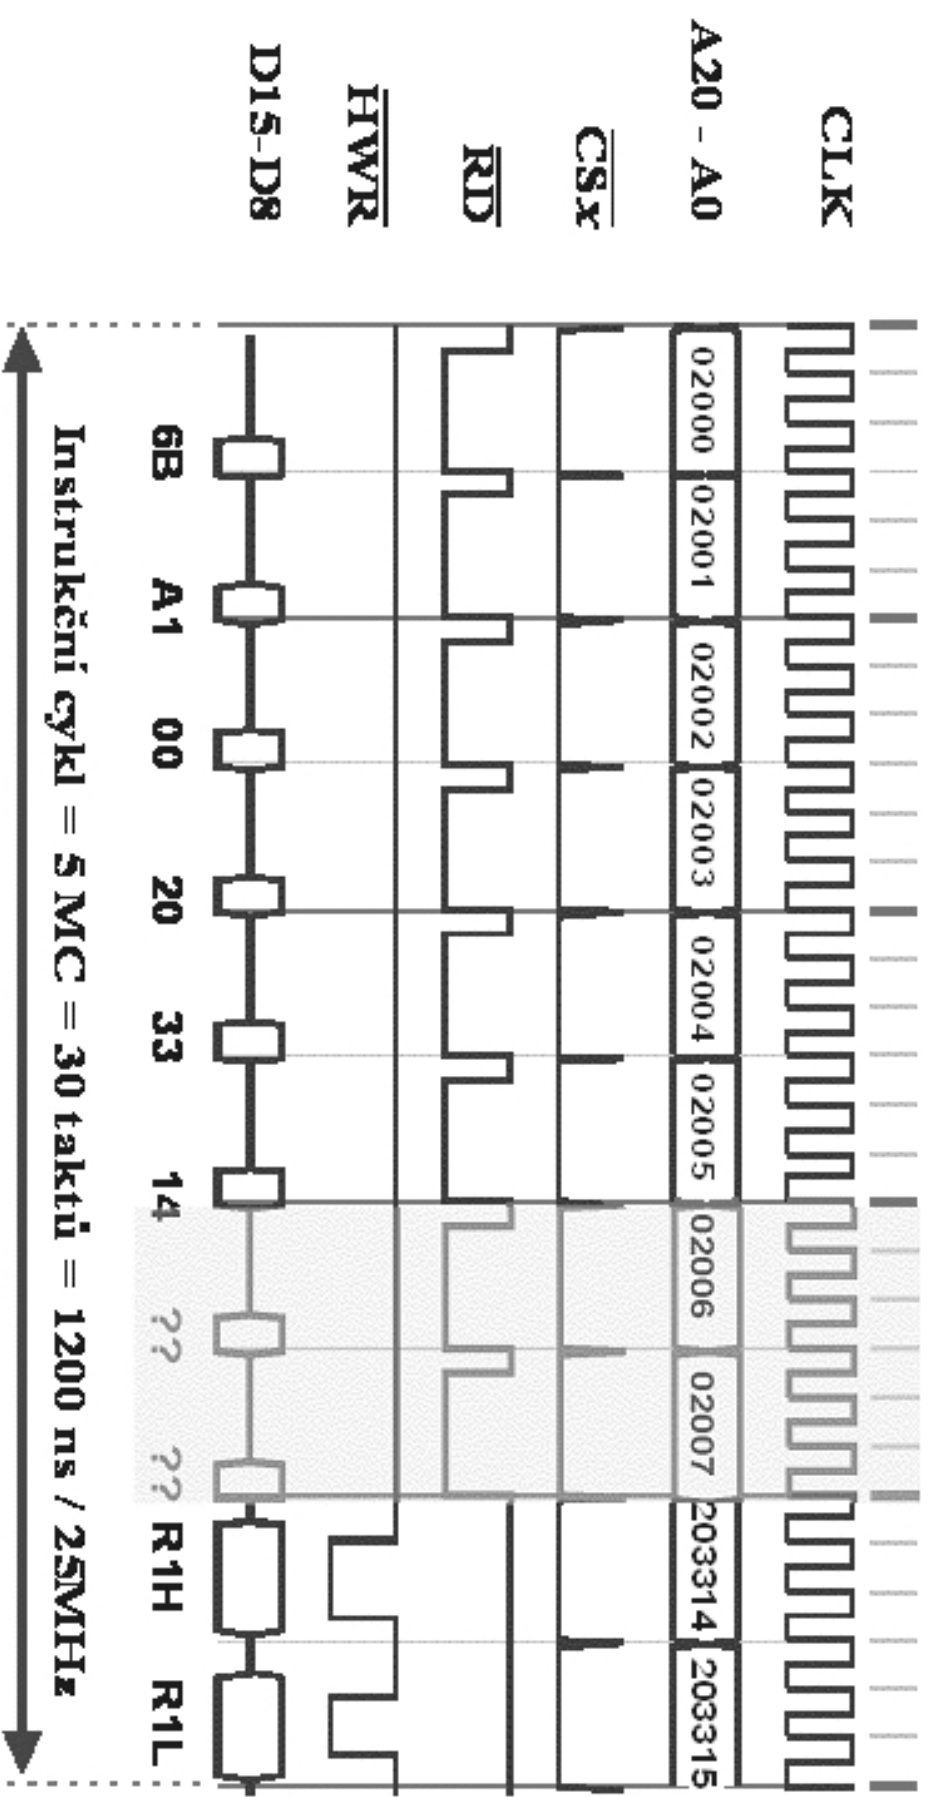 CLK
A20 - A0
02000 02001 02002 02003 02004 02005 02006 02007 203314 203315
CSx
RD
HWR
D15-D8
6B A1 00 20 33 14 ?? ?? R1H R1L
Instrukční cykl = 5 MC = 30 taktů = 1200 ns / 25MHz